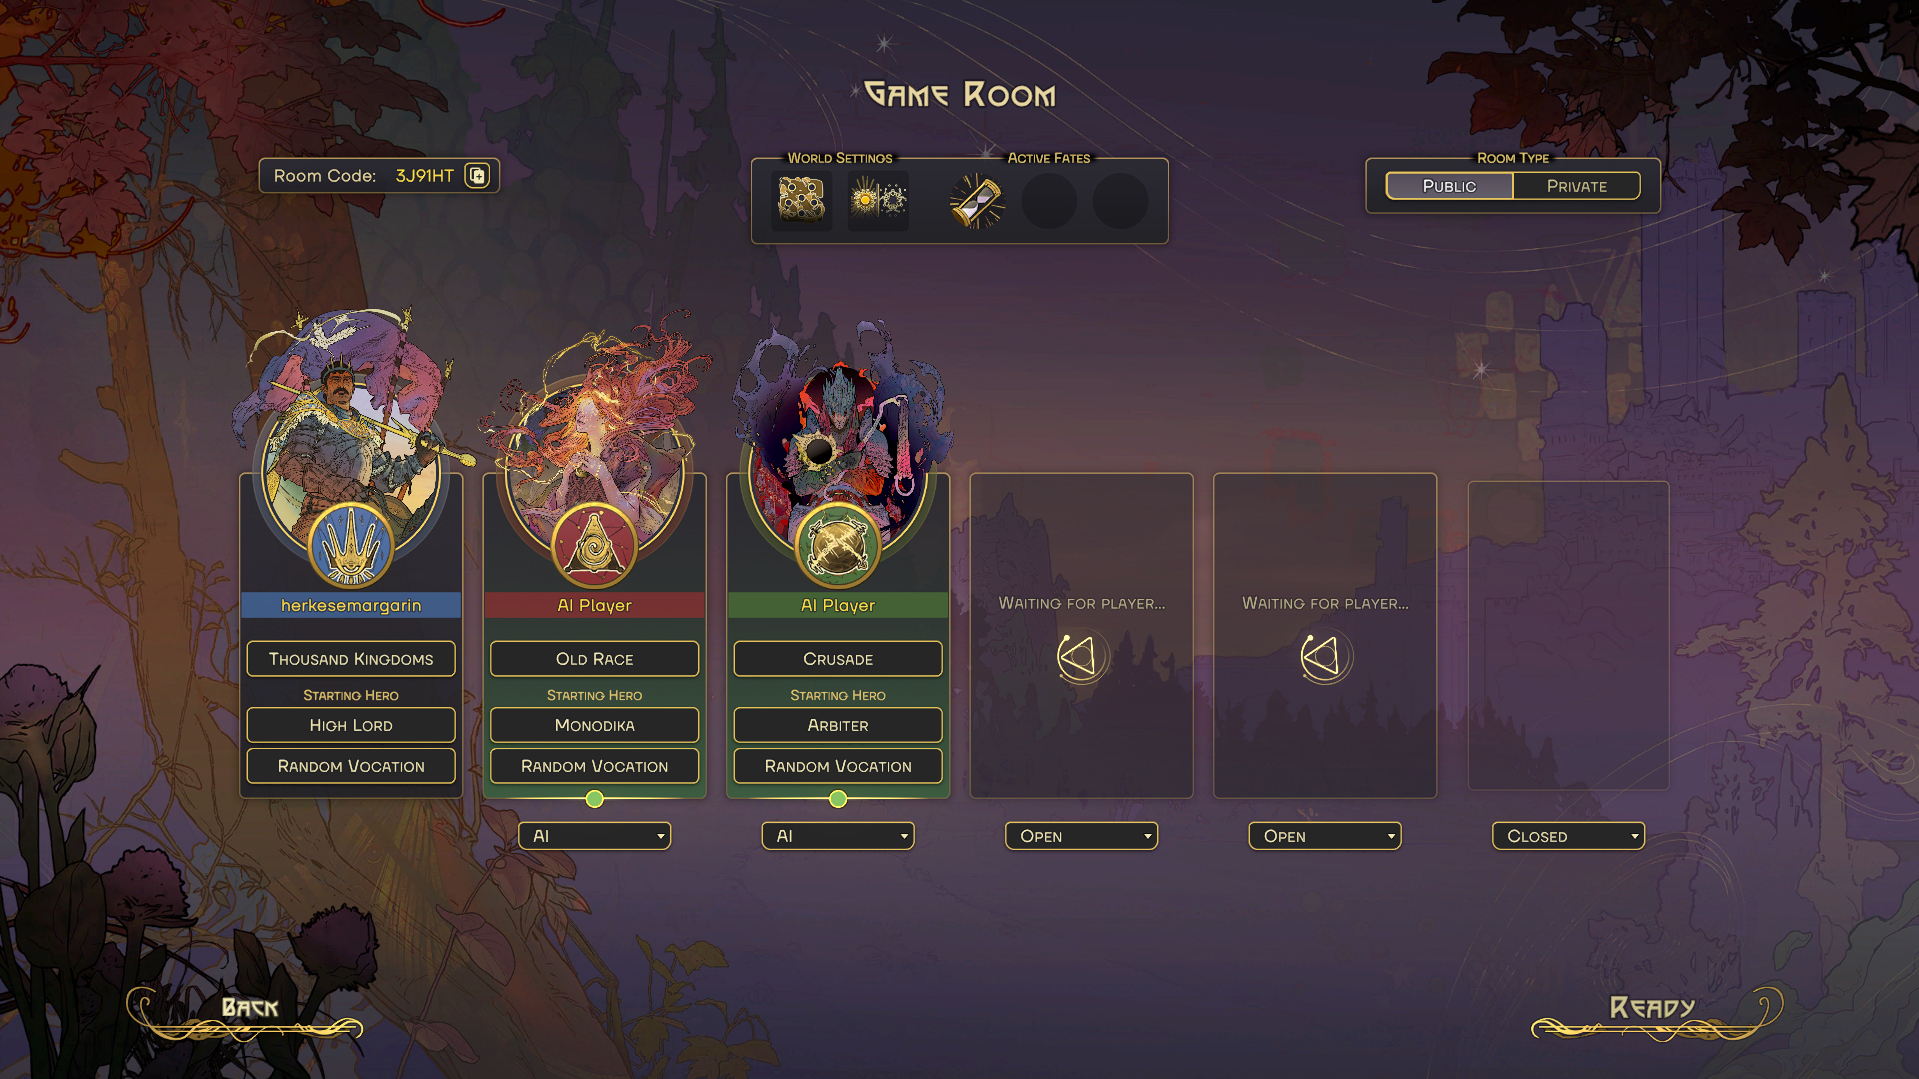 Game Room
Room Code: 3J91HT
World Settings
Active Fates
Room Type
Public
Private
herkesemargarin
Thousand Kingdoms
Starting Hero
High Lord
Random Vocation
AI Player
Old Race
Starting Hero
Monodika
Random Vocation
AI
AI Player
Crusade
Starting Hero
Arbiter
Random Vocation
AI
Waiting for player...
Open
Waiting for player...
Open
Closed
Back
Ready